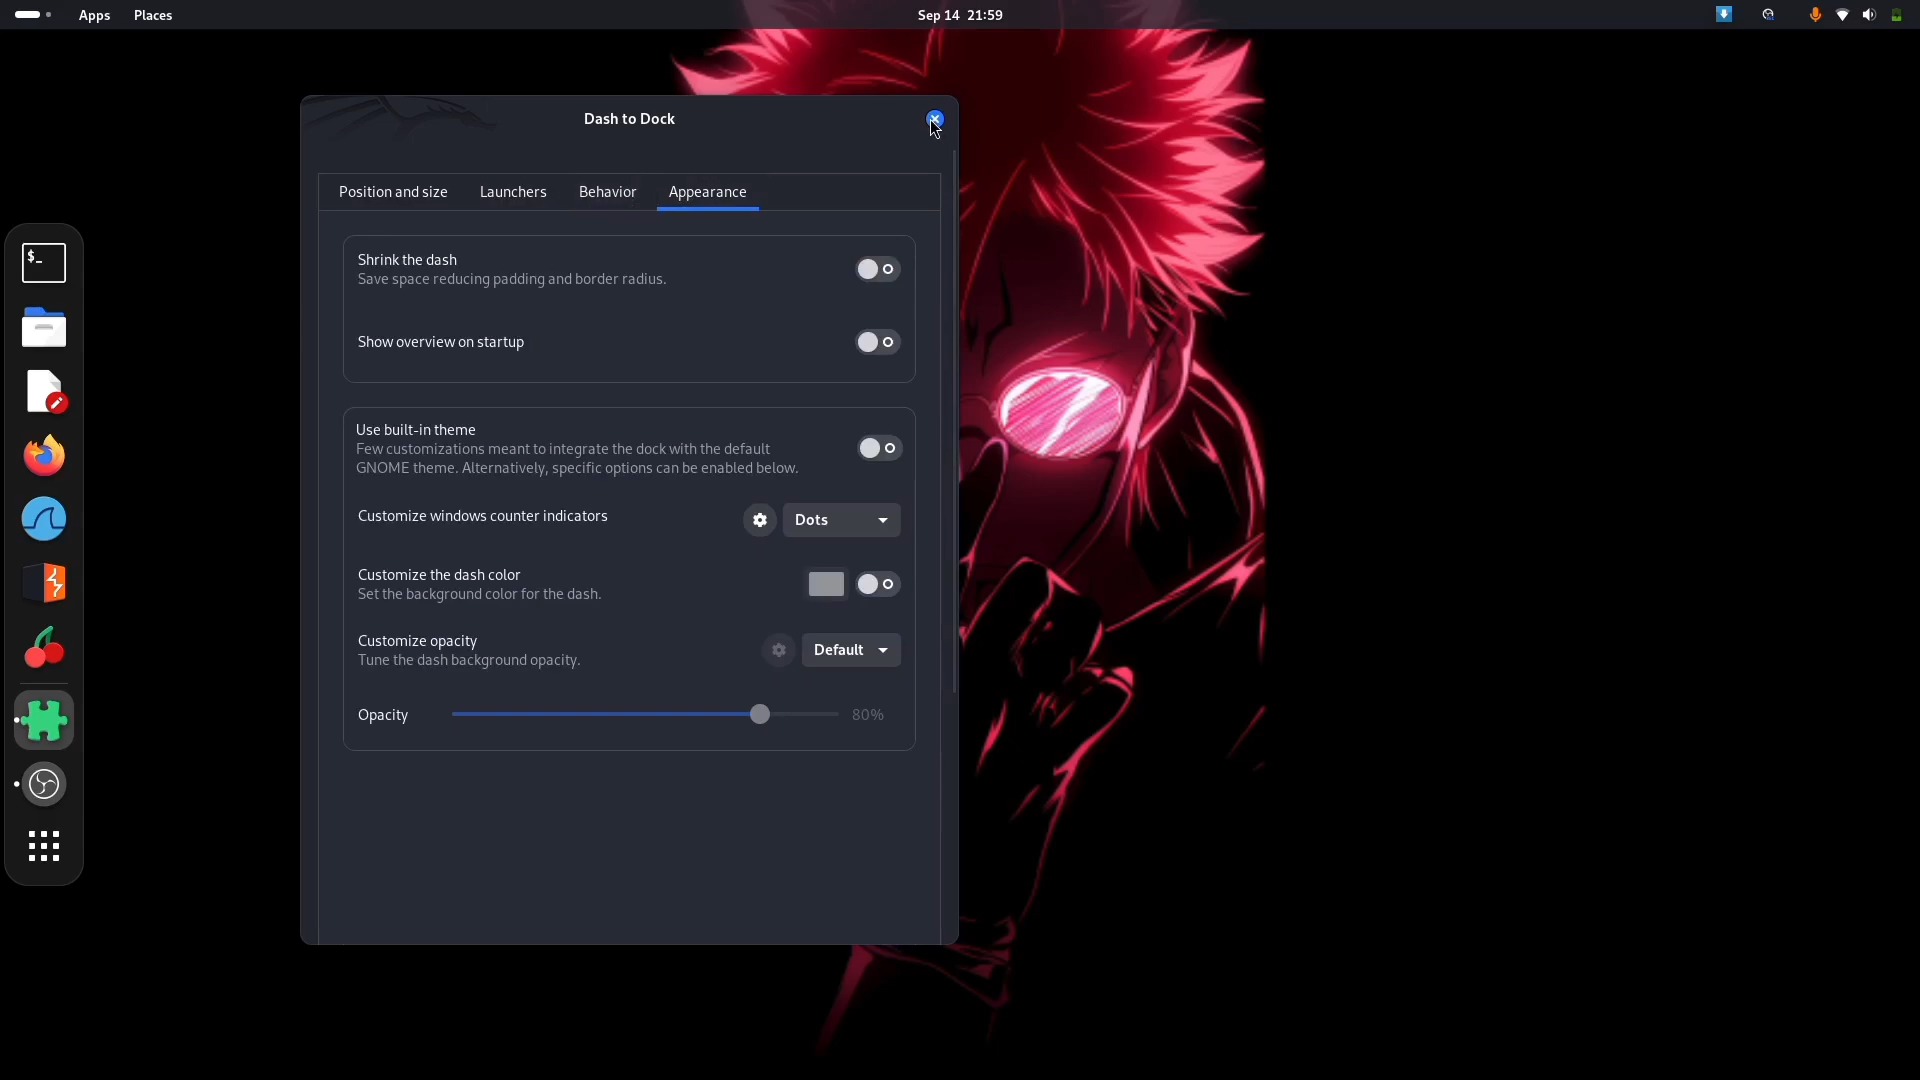 Apps Places Sep 14 21:59
Dash to Dock
Position and size Launchers Behavior Appearance
Shrink the dash
Save space reducing padding and border radius.
Show overview on startup
Use built-in theme
Few customizations meant to integrate the dock with the default
GNOME theme. Alternatively, specific options can be enabled below.
Customize windows counter indicators Dots
Customize the dash color
Set the background color for the dash.
Customize opacity
Tune the dash background opacity.
Default
Opacity 80%
$_